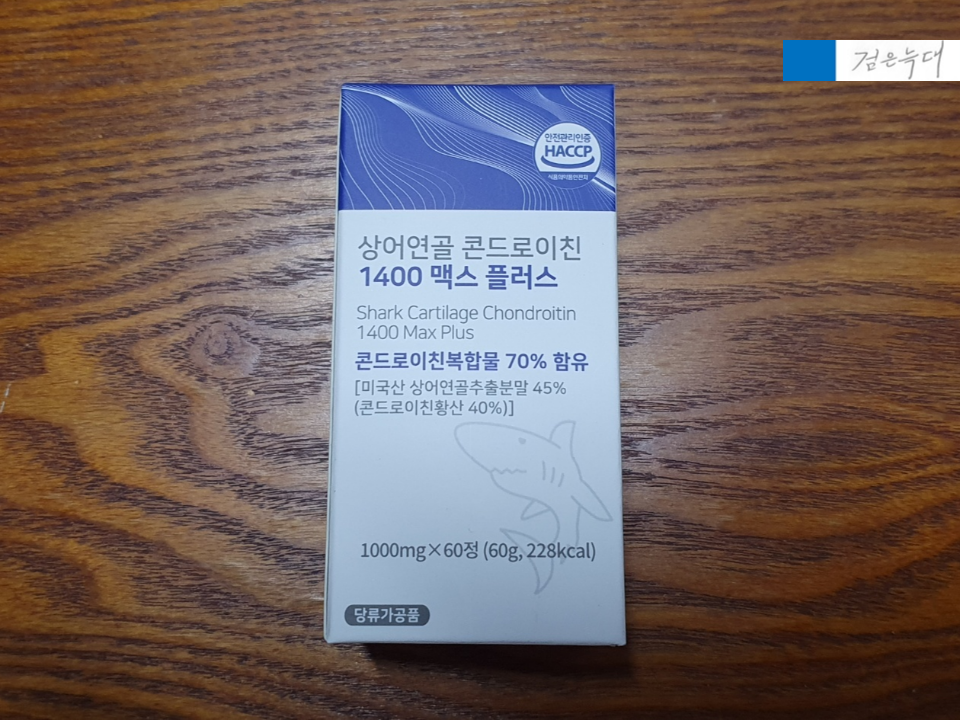 검은늑대
안전관리인증
HACCP
식품의약품안전처
상어연골 콘드로이친
1400 맥스 플러스
Shark Cartilage Chondroitin
1400 Max Plus
콘드로이친복합물 70% 함유
[미국산 상어연골추출분말 45%
(콘드로이친황산 40%)]
1000mg×60정 (60g, 228kcal)
당류가공품